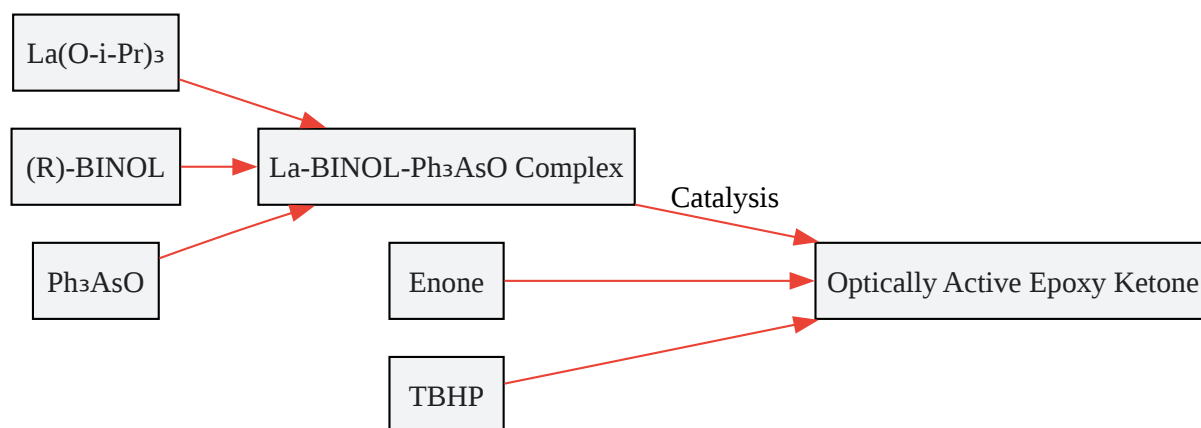 La(O-i-Pr)₃
(R)-BINOL
La-BINOL-Ph₃AsO Complex
Catalysis
Ph₃AsO
Enone
Optically Active Epoxy Ketone
TBHP